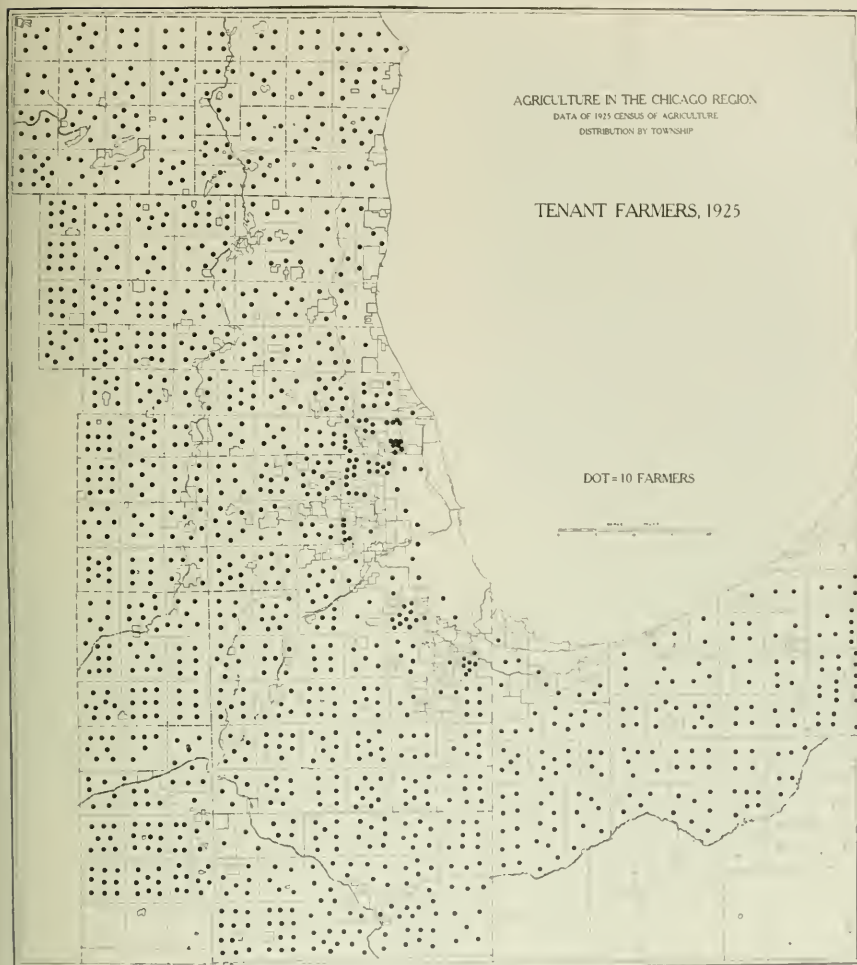 AGRICULTURE IN THE CHICAGO REGION
DATA OF 1925 CENSUS OF AGRICULTURE
DISTRIBUTION BY TOWNSHIP
TENANT FARMERS, 1925
DOT = 10 FARMERS